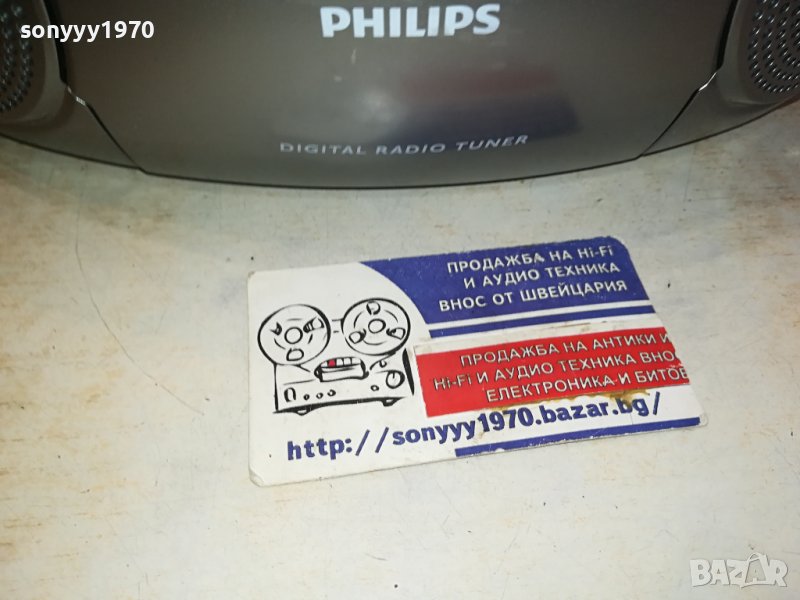 sonyyy1970
PHILIPS
DIGITAL RADIO TUNER
ПРОДАЖБА НА Hi-Fi
И АУДИО ТЕХНИКА
ВНОС ОТ ШВЕЙЦАРИЯ
ПРОДАЖБА НА АНТИКИ И
Hi-Fi И АУДИО ТЕХНИКА ВНОС
ЕЛЕКТРОНИКА И БИТОВ
http://sonyyy1970.bazar.bg/
BAZAR